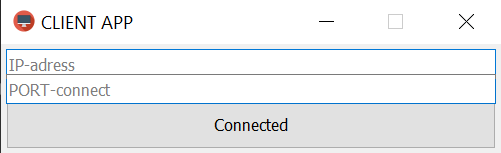 CLIENT APP
IP-adress
PORT-connect
Connected